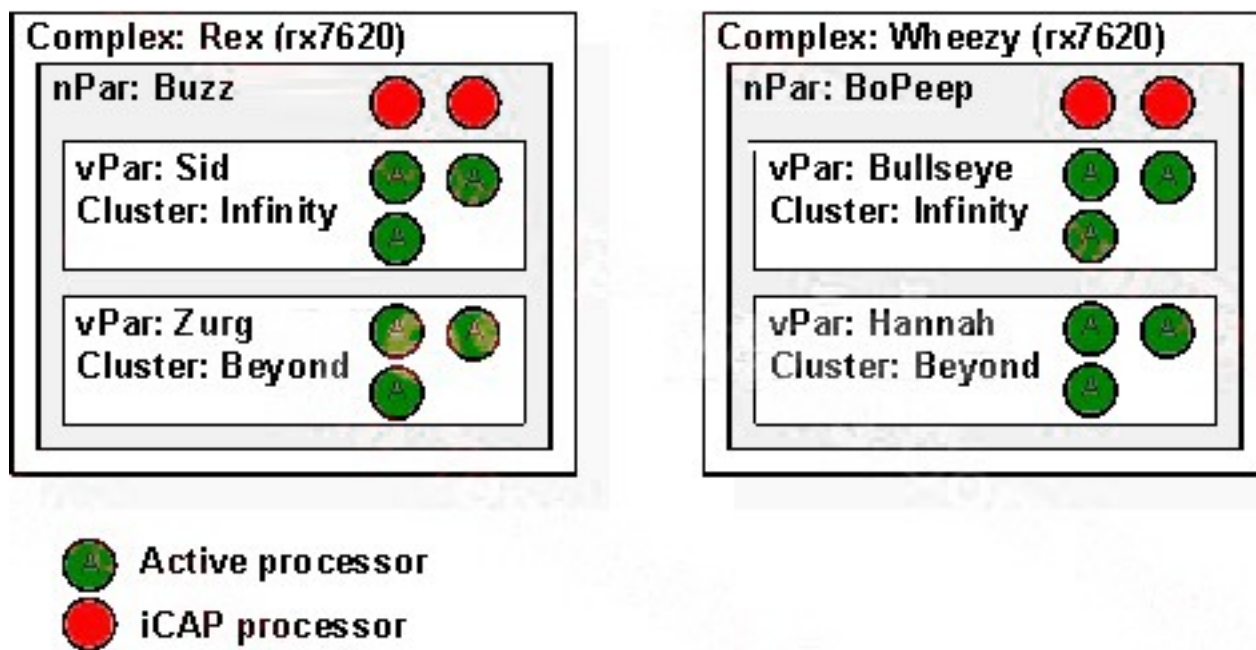 Complex: Rex (rx7620)
nPar: Buzz
vPar: Sid
Cluster: Infinity
vPar: Zurg
Cluster: Beyond
Complex: Wheezy (rx7620)
nPar: BoPeep
vPar: Bullseye
Cluster: Infinity
vPar: Hannah
Cluster: Beyond
Active processor
iCAP processor